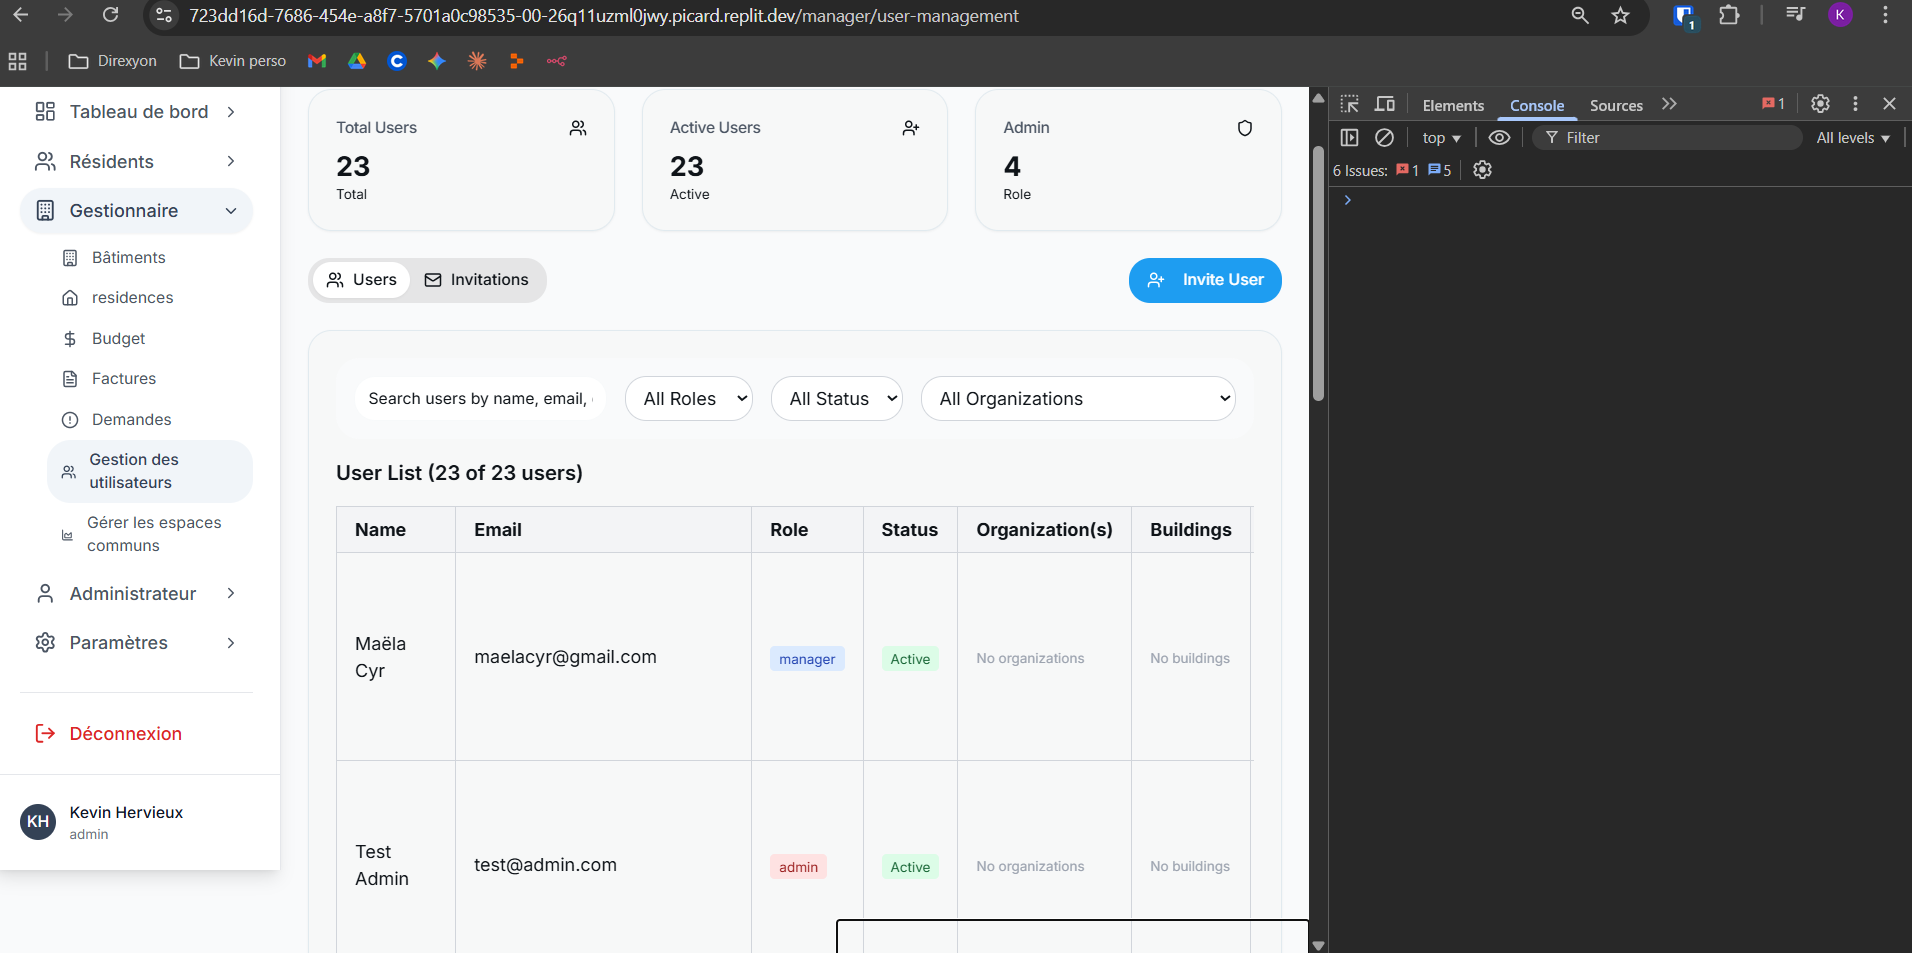 723dd16d-7686-454e-a8f7-5701a0c98535-00-26q11uzml0jwy.picard.replit.dev/manager/user-management
1
K
Direxyon
Kevin perso
Tableau de bord
Résidents
Gestionnaire
Bâtiments
residences
Budget
Factures
Demandes
Gestion des
utilisateurs
Gérer les espaces
communs
Administrateur
Paramètres
Déconnexion
KH
Kevin Hervieux
admin
Total Users
23
Total
Active Users
23
Active
Admin
4
Role
Users
Invitations
Invite User
Search users by name, email,
All Roles
All Status
All Organizations
User List (23 of 23 users)
Name Email Role Status Organization(s) Buildings
Maëla
Cyr
maelacyr@gmail.com
manager
Active
No organizations
No buildings
Test
Admin
test@admin.com
admin
Active
No organizations
No buildings
Elements Console Sources
1
top
Filter
All levels
6 Issues: 1 5